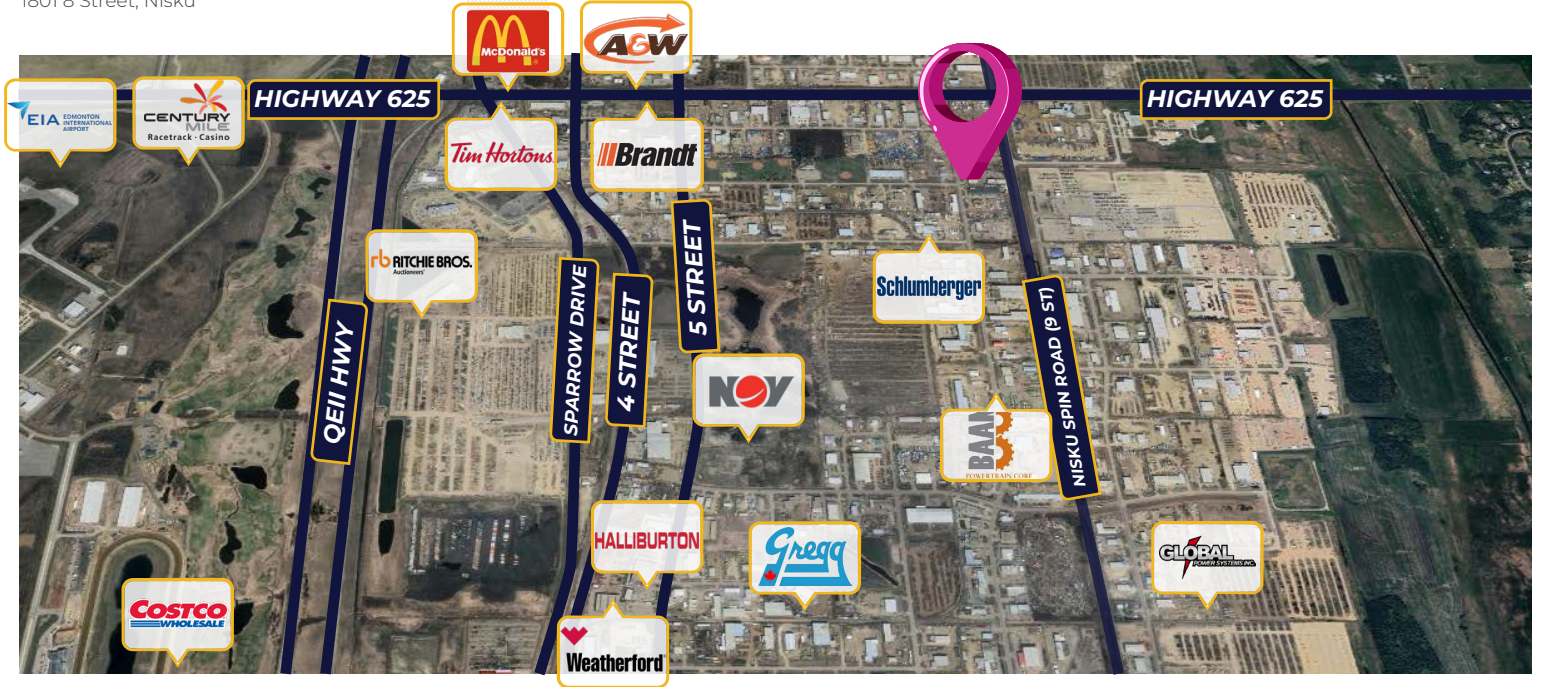 1801 8 Street, Nisku
McDonald's
A&W
EIA EDMONTON
INTERNATIONAL
AIRPORT
CENTURY
MILE
Racetrack · Casino
HIGHWAY 625
HIGHWAY 625
Tim Hortons
Brandt
rb RITCHIE BROS.
Auctioneers
5 STREET
Schlumberger
SPARROW DRIVE
4 STREET
QEII HWY
NISKU SPIN ROAD (9 ST)
NOV
BAAM
POWERTRAIN CORP
HALLIBURTON
Gregg
GLOBAL
POWER SYSTEMS INC.
COSTCO
WHOLESALE
Weatherford